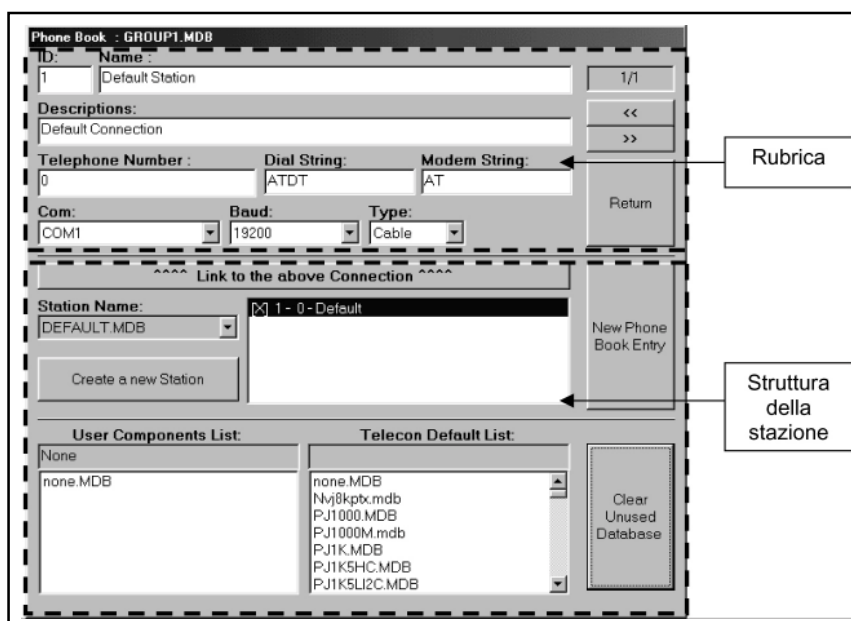 Phone Book : GROUP1.MDB
ID: Name :
1 Default Station 1/1
Descriptions: <<
Default Connection >>
Telephone Number : Dial String: Modem String:
0 ATDT AT
Return
Com: Baud: Type:
COM1 19200 Cable
Rubrica
^^^^ Link to the above Connection ^^^^
Station Name:
DEFAULT.MDB
[X] 1 - 0 - Default
Create a new Station
New Phone
Book Entry
Struttura
della
stazione
User Components List:
None
none.MDB
Telecon Default List:
none.MDB
Nvj8kptx.mdb
PJ1000.MDB
PJ1000M.mdb
PJ1K.MDB
PJ1K5HC.MDB
PJ1K5LI2C.MDB
Clear
Unused
Database